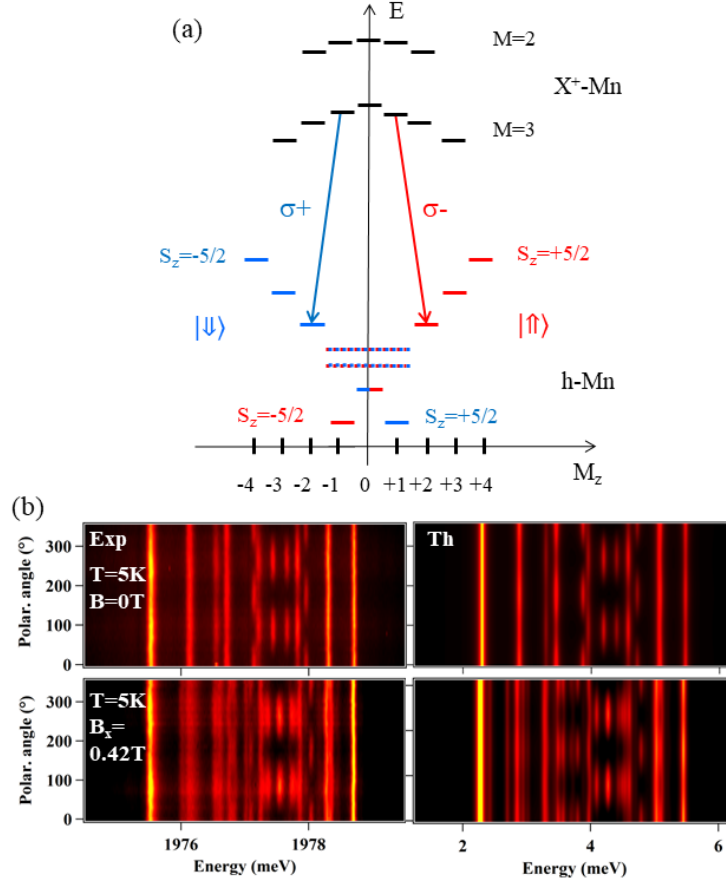 (a)
E
M=2
X⁺-Mn
M=3
σ+
σ-
S_z=-5/2
S_z=+5/2
|⇓⟩
|⇑⟩
h-Mn
S_z=-5/2
S_z=+5/2
-4 -3 -2 -1 0 +1 +2 +3 +4
M_z
(b)
Exp
T=5K
B=0T
Th
Polar. angle (°)
300
200
100
0
T=5K
B_x=
0.42T
Polar. angle (°)
300
200
100
0
1976 1978
2 4 6
Energy (meV)
Energy (meV)